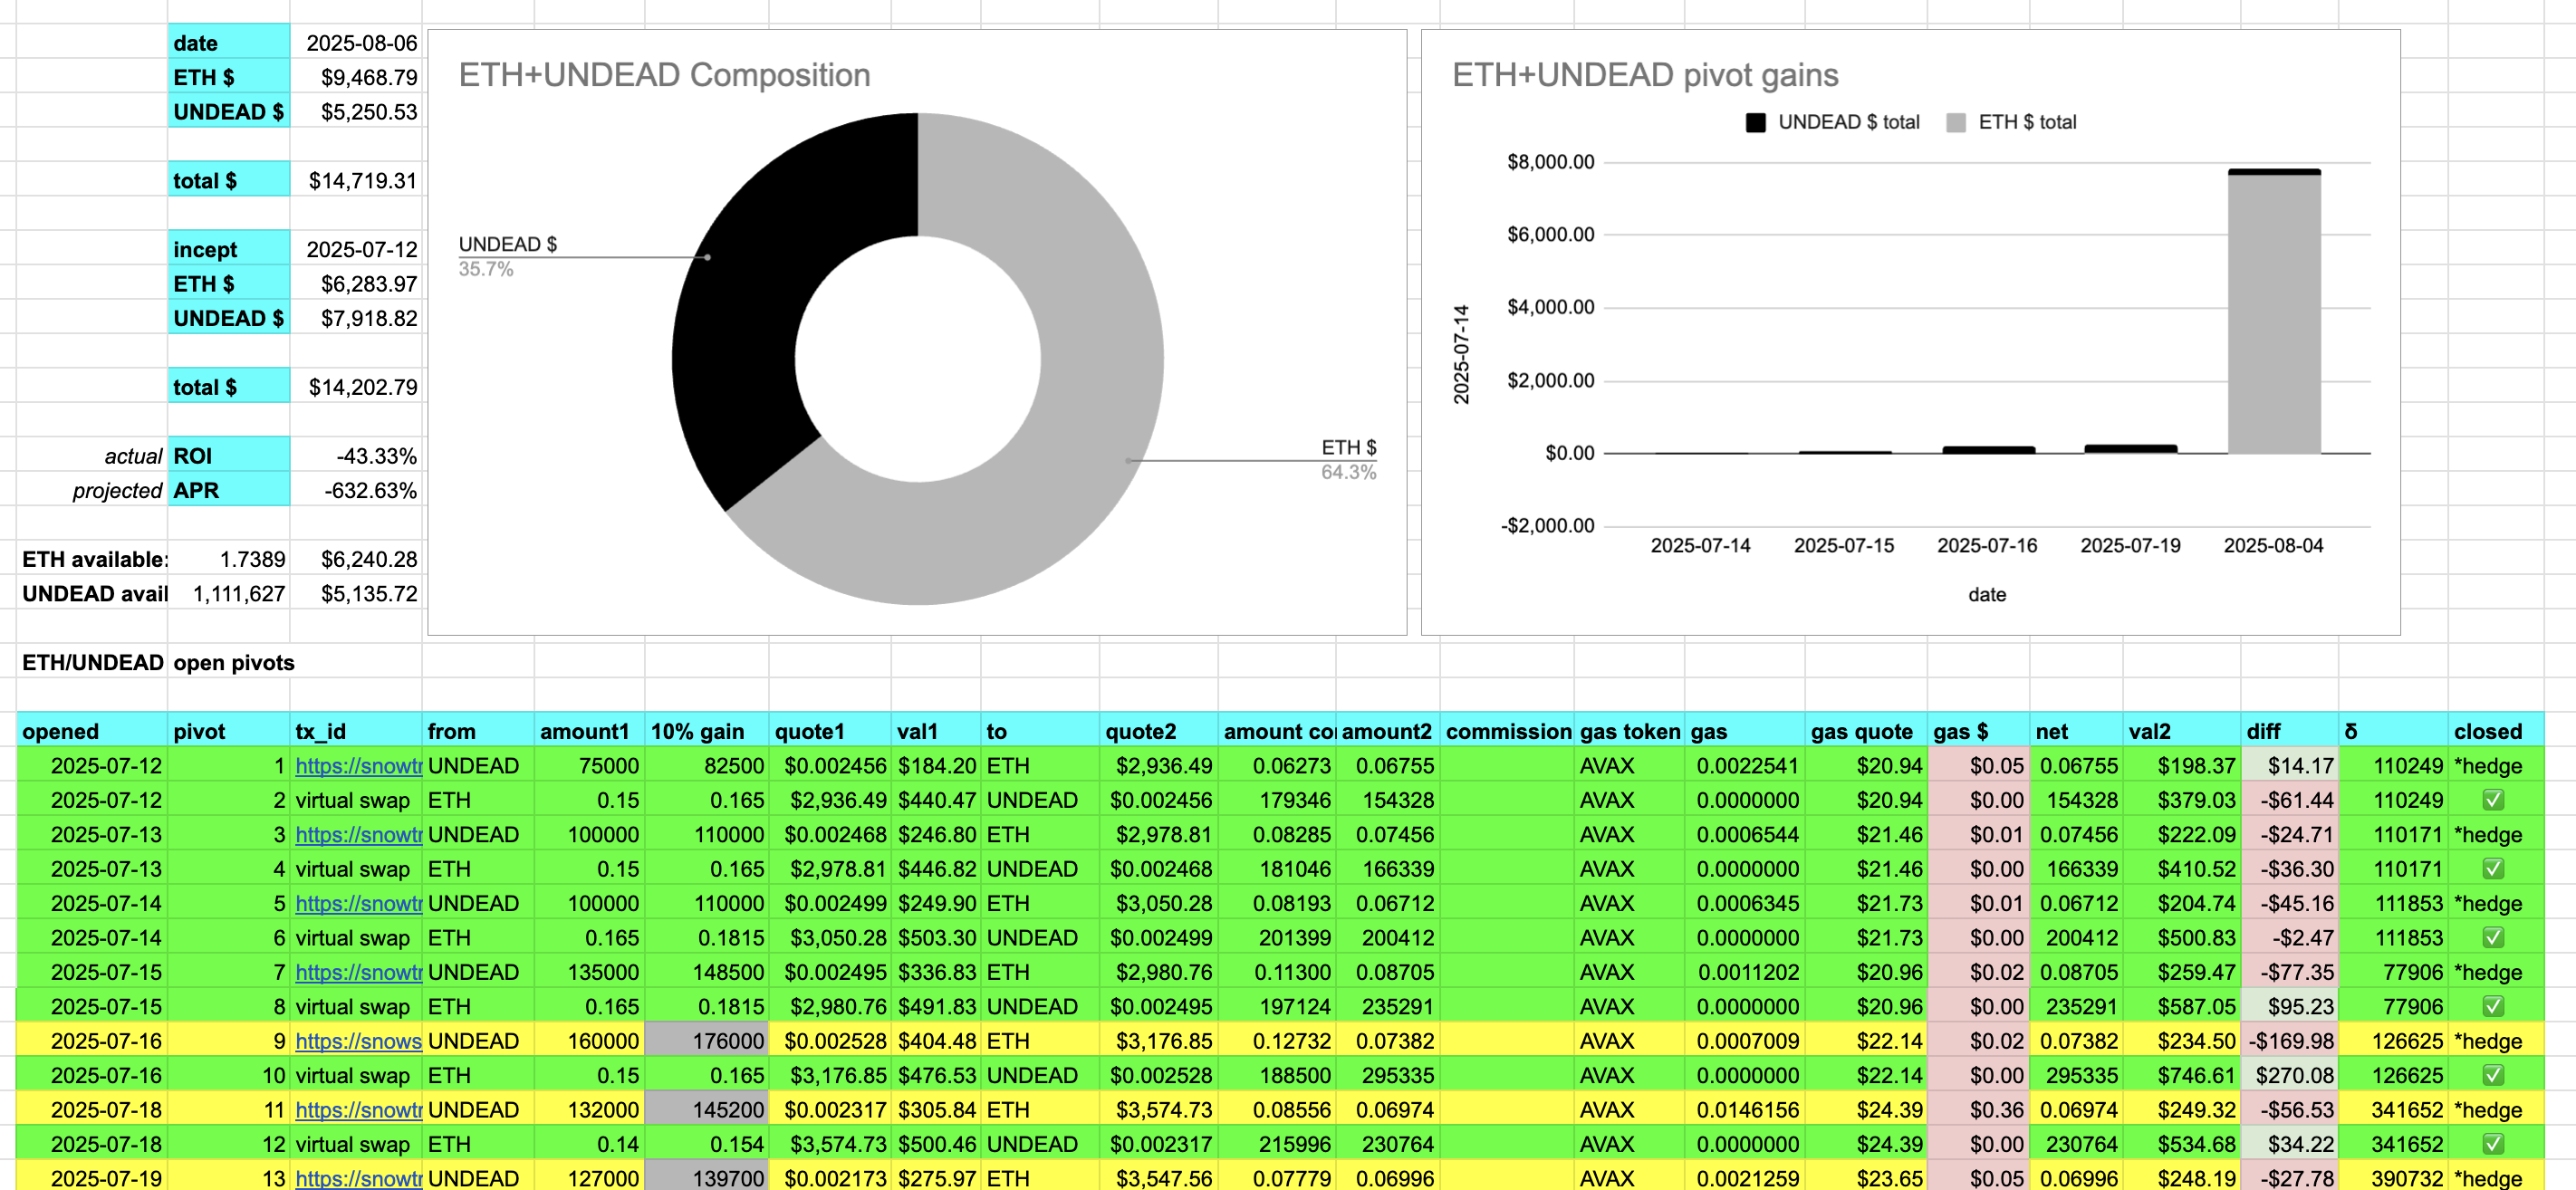 date 2025-08-06
ETH $ $9,468.79
UNDEAD $ $5,250.53
total $ $14,719.31
incept 2025-07-12
ETH $ $6,283.97
UNDEAD $ $7,918.82
total $ $14,202.79
actual ROI -43.33%
projected APR -632.63%
ETH available: 1.7389 $6,240.28
UNDEAD avail 1,111,627 $5,135.72
ETH+UNDEAD Composition
UNDEAD $
35.7%
ETH $
64.3%
ETH+UNDEAD pivot gains
UNDEAD $ total ETH $ total
$8,000.00
$6,000.00
$4,000.00
$2,000.00
$0.00
-$2,000.00
2025-07-14
2025-07-14 2025-07-15 2025-07-16 2025-07-19 2025-08-04
date
ETH/UNDEAD open pivots
opened pivot tx_id from amount1 10% gain quote1 val1 to quote2 amount co amount2 commission gas token gas gas quote gas $ net val2 diff δ closed
2025-07-12 1 https://snowtr UNDEAD 75000 82500 $0.002456 $184.20 ETH $2,936.49 0.06273 0.06755 AVAX 0.0022541 $20.94 $0.05 0.06755 $198.37 $14.17 110249 *hedge
2025-07-12 2 virtual swap ETH 0.15 0.165 $2,936.49 $440.47 UNDEAD $0.002456 179346 154328 AVAX 0.0000000 $20.94 $0.00 154328 $379.03 -$61.44 110249 ✅
2025-07-13 3 https://snowtr UNDEAD 100000 110000 $0.002468 $246.80 ETH $2,978.81 0.08285 0.07456 AVAX 0.0006544 $21.46 $0.01 0.07456 $222.09 -$24.71 110171 *hedge
2025-07-13 4 virtual swap ETH 0.15 0.165 $2,978.81 $446.82 UNDEAD $0.002468 181046 166339 AVAX 0.0000000 $21.46 $0.00 166339 $410.52 -$36.30 110171 ✅
2025-07-14 5 https://snowtr UNDEAD 100000 110000 $0.002499 $249.90 ETH $3,050.28 0.08193 0.06712 AVAX 0.0006345 $21.73 $0.01 0.06712 $204.74 -$45.16 111853 *hedge
2025-07-14 6 virtual swap ETH 0.165 0.1815 $3,050.28 $503.30 UNDEAD $0.002499 201399 200412 AVAX 0.0000000 $21.73 $0.00 200412 $500.83 -$2.47 111853 ✅
2025-07-15 7 https://snowtr UNDEAD 135000 148500 $0.002495 $336.83 ETH $2,980.76 0.11300 0.08705 AVAX 0.0011202 $20.96 $0.02 0.08705 $259.47 -$77.35 77906 *hedge
2025-07-15 8 virtual swap ETH 0.165 0.1815 $2,980.76 $491.83 UNDEAD $0.002495 197124 235291 AVAX 0.0000000 $20.96 $0.00 235291 $587.05 $95.23 77906 ✅
2025-07-16 9 https://snows UNDEAD 160000 176000 $0.002528 $404.48 ETH $3,176.85 0.12732 0.07382 AVAX 0.0007009 $22.14 $0.02 0.07382 $234.50 -$169.98 126625 *hedge
2025-07-16 10 virtual swap ETH 0.15 0.165 $3,176.85 $476.53 UNDEAD $0.002528 188500 295335 AVAX 0.0000000 $22.14 $0.00 295335 $746.61 $270.08 126625 ✅
2025-07-18 11 https://snowtr UNDEAD 132000 145200 $0.002317 $305.84 ETH $3,574.73 0.08556 0.06974 AVAX 0.0146156 $24.39 $0.36 0.06974 $249.32 -$56.53 341652 *hedge
2025-07-18 12 virtual swap ETH 0.14 0.154 $3,574.73 $500.46 UNDEAD $0.002317 215996 230764 AVAX 0.0000000 $24.39 $0.00 230764 $534.68 $34.22 341652 ✅
2025-07-19 13 https://snowtr UNDEAD 127000 139700 $0.002173 $275.97 ETH $3,547.56 0.07779 0.06996 AVAX 0.0021259 $23.65 $0.05 0.06996 $248.19 -$27.78 390732 *hedge